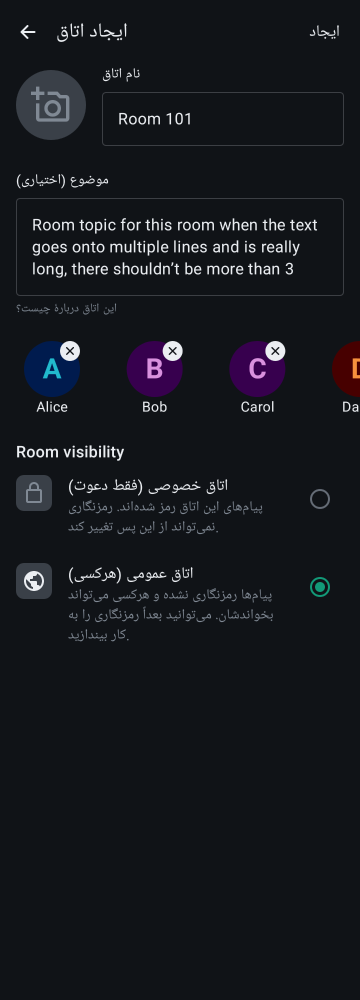 ایجاد اتاق
ایجاد
نام اتاق
Room 101
موضوع (اختیاری)
Room topic for this room when the text
goes onto multiple lines and is really
long, there shouldn’t be more than 3
این اتاق دربارهٔ چیست؟
A
B
C
Alice
Bob
Carol
Room visibility
اتاق خصوصی (فقط دعوت)
پیام‌های این اتاق رمز شده‌اند. رمزنگاری
نمی‌تواند از این پس تغییر کند.
اتاق عمومی (هرکسی)
پیام‌ها رمزنگاری نشده و هرکسی می‌تواند
بخواندشان. می‌توانید بعداً رمزنگاری را به
کار بیندازید.